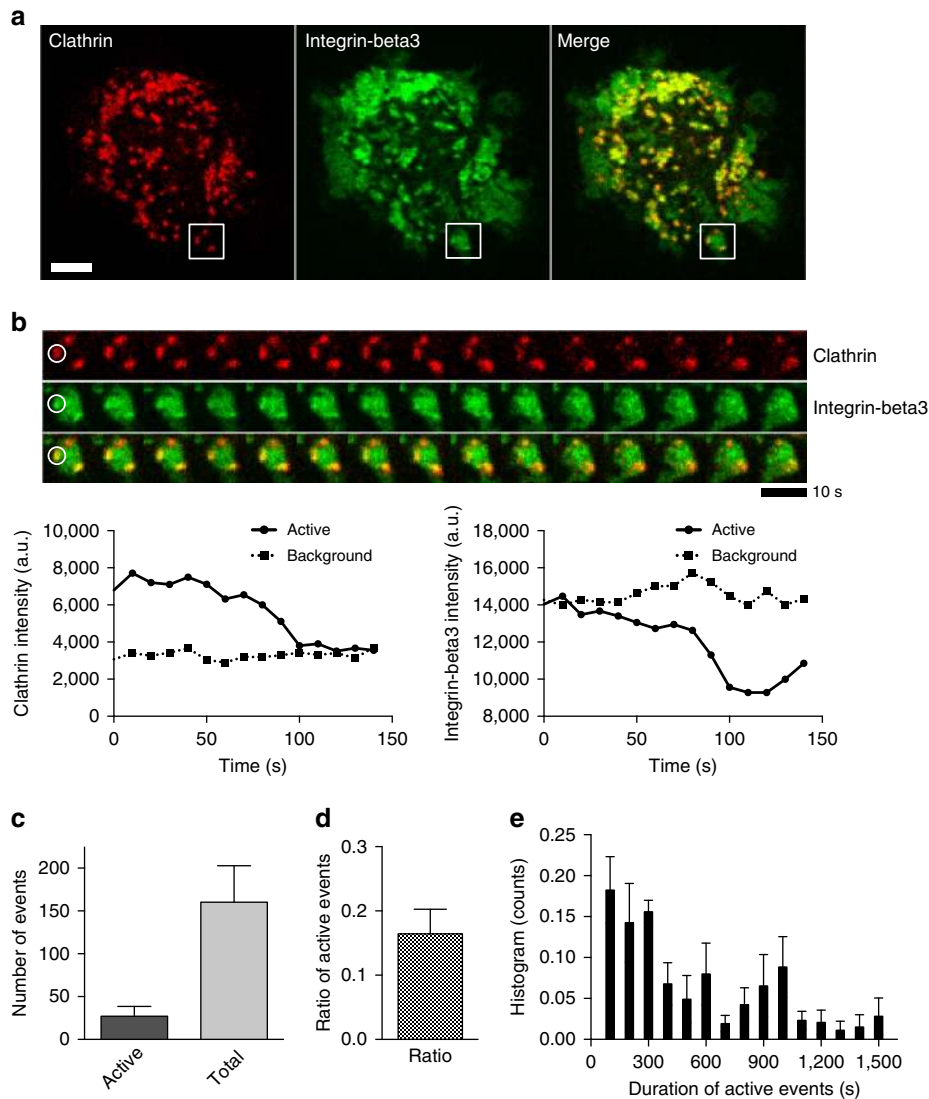 a
Clathrin
Integrin-beta3
Merge
b
Clathrin
Integrin-beta3
10 s
Clathrin intensity (a.u.)
10,000
8,000
6,000
4,000
2,000
0
Active
Background
0
50
100
150
Time (s)
Integrin-beta3 intensity (a.u.)
18,000
16,000
14,000
12,000
10,000
8,000
Active
Background
0
50
100
150
Time (s)
c
Number of events
200
150
100
50
0
Active
Total
d
Ratio of active events
0.3
0.2
0.1
0.0
Ratio
e
Histogram (counts)
0.25
0.20
0.15
0.10
0.05
0.00
0
300
600
900
1,200
1,500
Duration of active events (s)